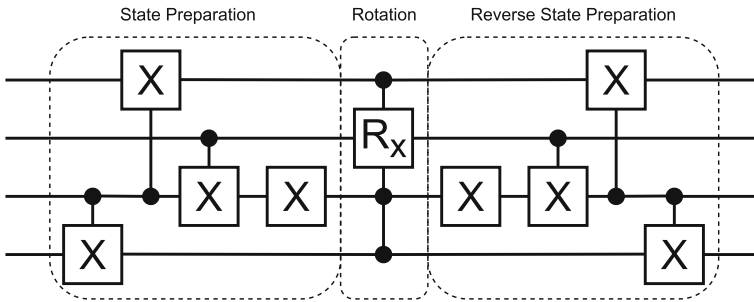 State Preparation Rotation Reverse State Preparation
X X
Rx
X X X X
X X